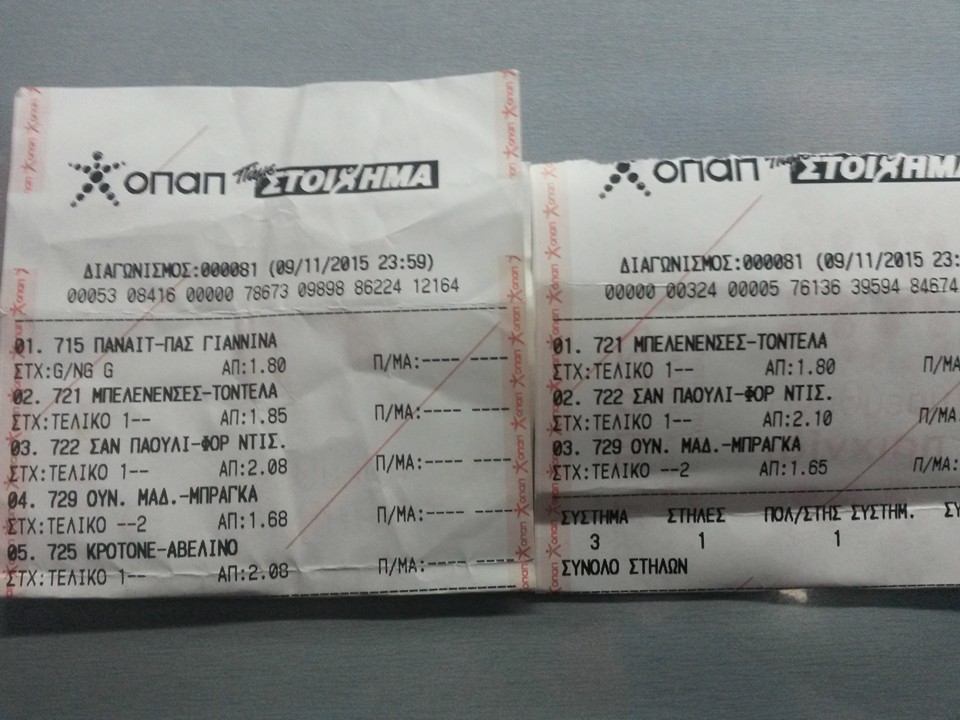 οπαπ Πάμε ΣΤΟΙΧΗΜΑ
ΔΙΑΓΩΝΙΣΜΟΣ:000081 (09/11/2015 23:59)
00053 08416 00000 78673 09898 86224 12164
01. 715 ΠΑΝΑΙΤ-ΠΑΣ ΓΙΑΝΝΙΝΑ
ΣΤΧ:G/NG G ΑΠ:1.80 Π/ΜΑ:---- ----
02. 721 ΜΠΕΛΕΝΕΝΣΕΣ-ΤΟΝΤΕΛΑ
ΣΤΧ:ΤΕΛΙΚΟ 1-- ΑΠ:1.85 Π/ΜΑ:---- ----
03. 722 ΣΑΝ ΠΑΟΥΛΙ-ΦΟΡ ΝΤΙΣ.
ΣΤΧ:ΤΕΛΙΚΟ 1-- ΑΠ:2.08 Π/ΜΑ:---- ----
04. 729 ΟΥΝ. ΜΑΔ.-ΜΠΡΑΓΚΑ
ΣΤΧ:ΤΕΛΙΚΟ --2 ΑΠ:1.68 Π/ΜΑ:---- ----
05. 725 ΚΡΟΤΟΝΕ-ΑΒΕΛΙΝΟ
ΣΤΧ:ΤΕΛΙΚΟ 1-- ΑΠ:2.08 Π/ΜΑ:---- ----
οπαπ Πάμε ΣΤΟΙΧΗΜΑ
ΔΙΑΓΩΝΙΣΜΟΣ:000081 (09/11/2015 23:
00000 00324 00005 76136 39594 84674
01. 721 ΜΠΕΛΕΝΕΝΣΕΣ-ΤΟΝΤΕΛΑ
ΣΤΧ:ΤΕΛΙΚΟ 1-- ΑΠ:1.80 Π/ΜΑ
02. 722 ΣΑΝ ΠΑΟΥΛΙ-ΦΟΡ ΝΤΙΣ.
ΣΤΧ:ΤΕΛΙΚΟ 1-- ΑΠ:2.10 Π/ΜΑ:
03. 729 ΟΥΝ. ΜΑΔ.-ΜΠΡΑΓΚΑ
ΣΤΧ:ΤΕΛΙΚΟ --2 ΑΠ:1.65 Π/ΜΑ:
ΣΥΣΤΗΜΑ ΣΤΗΛΕΣ ΠΟΛ/ΣΤΗΣ ΣΥΣΤΗΜ. ΣΥ
3 1 1
ΣΥΝΟΛΟ ΣΤΗΛΩΝ